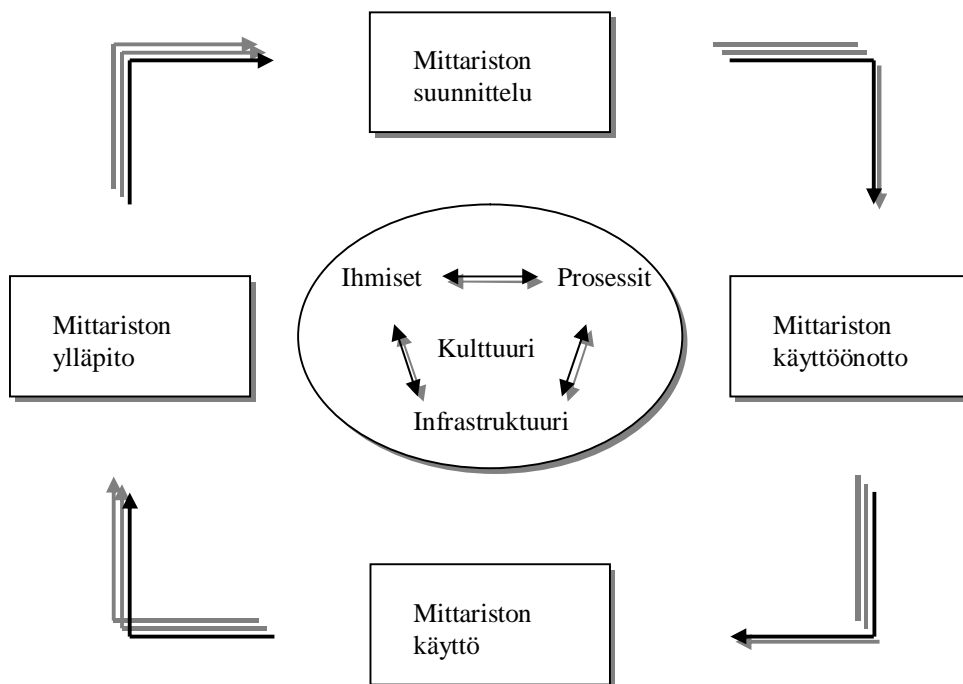 Mittariston
suunnittelu
Ihmiset
Prosessit
Mittariston
ylläpito
Kulttuuri
Mittariston
käyttöönotto
Infrastruktuuri
Mittariston
käyttö